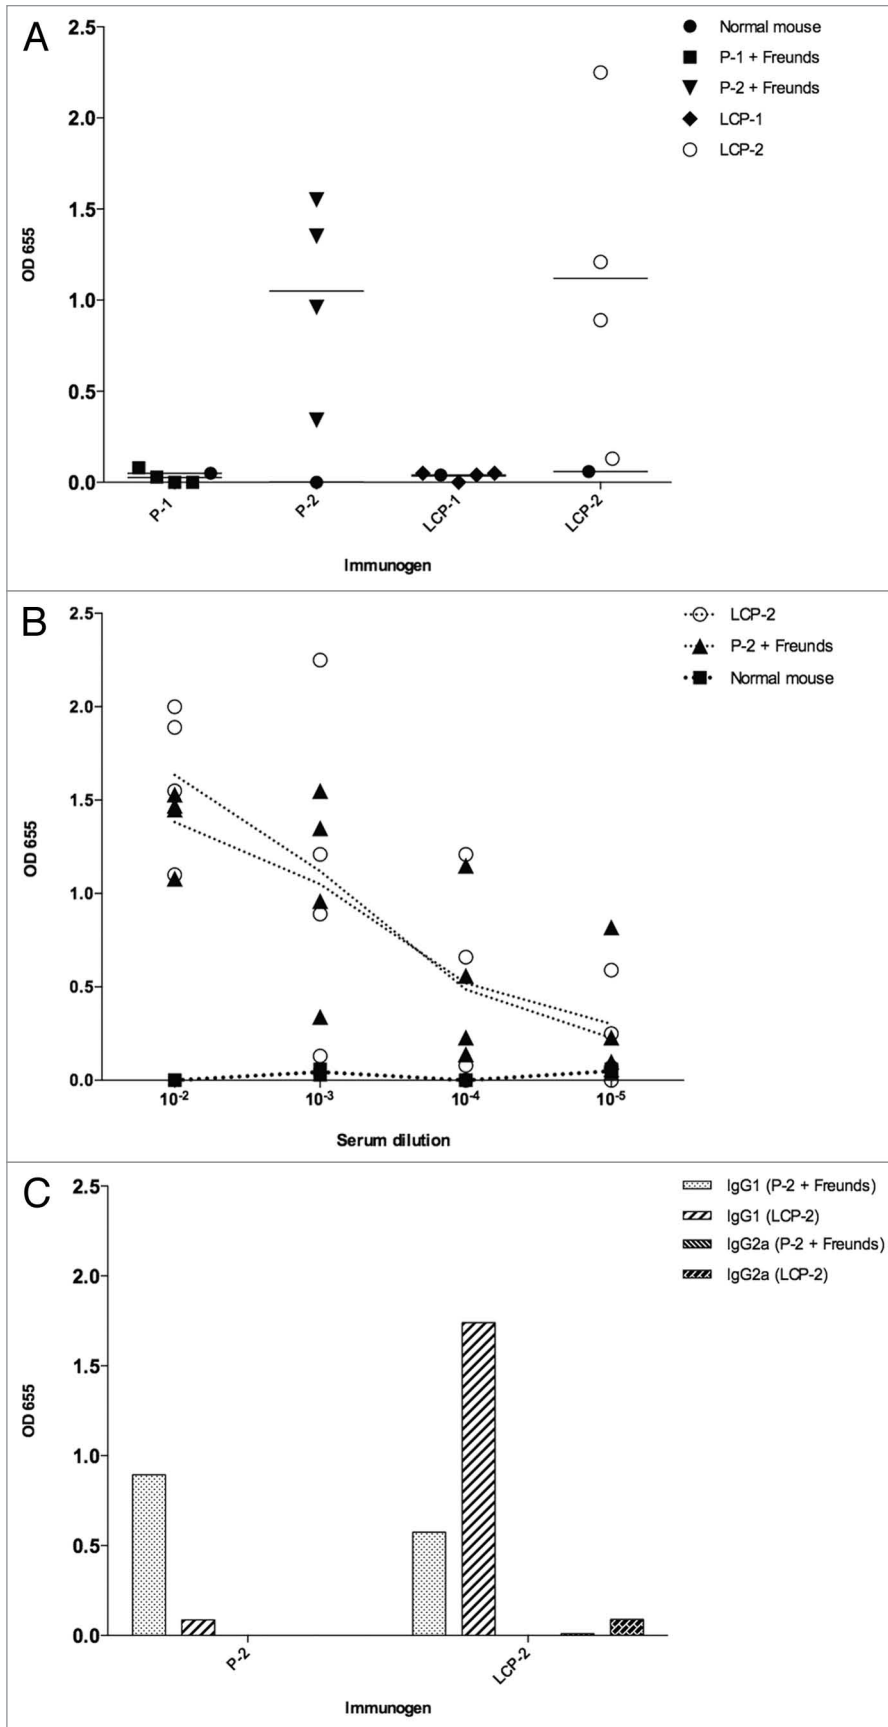 A
2.5
2.0
1.5
1.0
0.5
0.0
OD 655
P-1
P-2
LCP-1
LCP-2
Immunogen
Normal mouse
P-1 + Freunds
P-2 + Freunds
LCP-1
LCP-2
B
2.5
2.0
1.5
1.0
0.5
0.0
OD 655
10-2
10-3
10-4
10-5
Serum dilution
LCP-2
P-2 + Freunds
Normal mouse
C
2.5
2.0
1.5
1.0
0.5
0.0
OD 655
P-2
LCP-2
Immunogen
IgG1 (P-2 + Freunds)
IgG1 (LCP-2)
IgG2a (P-2 + Freunds)
IgG2a (LCP-2)